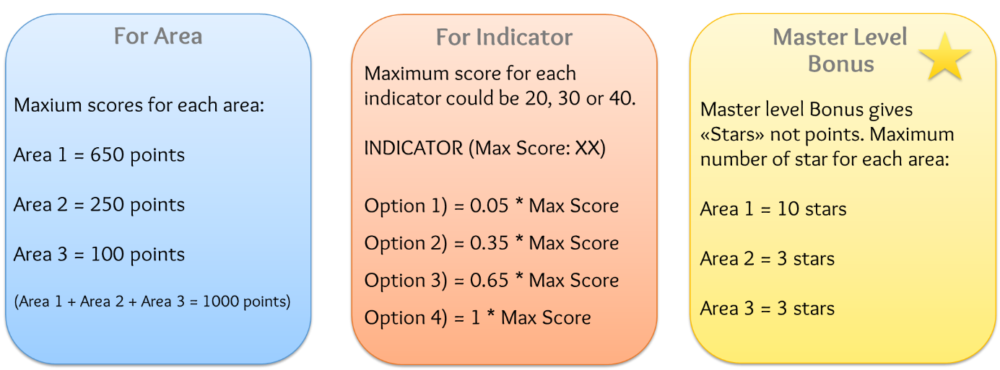 For Area
Maxium scores for each area:
Area 1 = 650 points
Area 2 = 250 points
Area 3 = 100 points
(Area 1 + Area 2 + Area 3 = 1000 points)
For Indicator
Maximum score for each
indicator could be 20, 30 or 40.
INDICATOR (Max Score: XX)
Option 1) = 0.05 * Max Score
Option 2) = 0.35 * Max Score
Option 3) = 0.65 * Max Score
Option 4) = 1 * Max Score
Master Level
Bonus
Master level Bonus gives
«Stars» not points. Maximum
number of star for each area:
Area 1 = 10 stars
Area 2 = 3 stars
Area 3 = 3 stars